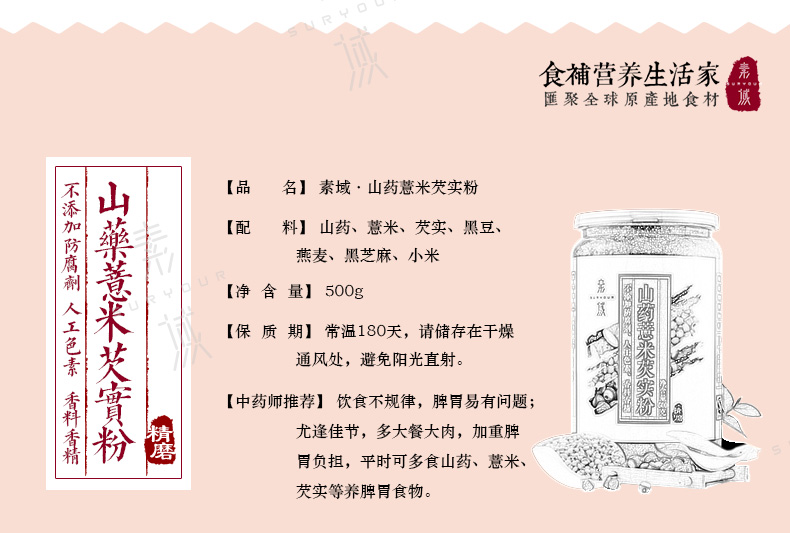 食補营养生活家
匯聚全球原產地食材
素域
SURYOUR
山藥薏米芡實粉
不添加防腐劑 人工色素 香料香精
精磨
【品 名】 素域·山药薏米芡实粉
【配 料】 山药、薏米、芡实、黑豆、
燕麦、黑芝麻、小米
【净 含 量】 500g
【保 质 期】 常温180天，请储存在干燥
通风处，避免阳光直射。
【中药师推荐】 饮食不规律，脾胃易有问题；
尤逢佳节，多大餐大肉，加重脾
胃负担，平时可多食山药、薏米、
芡实等养脾胃食物。
素域
SURYOUR
山药薏米芡实粉